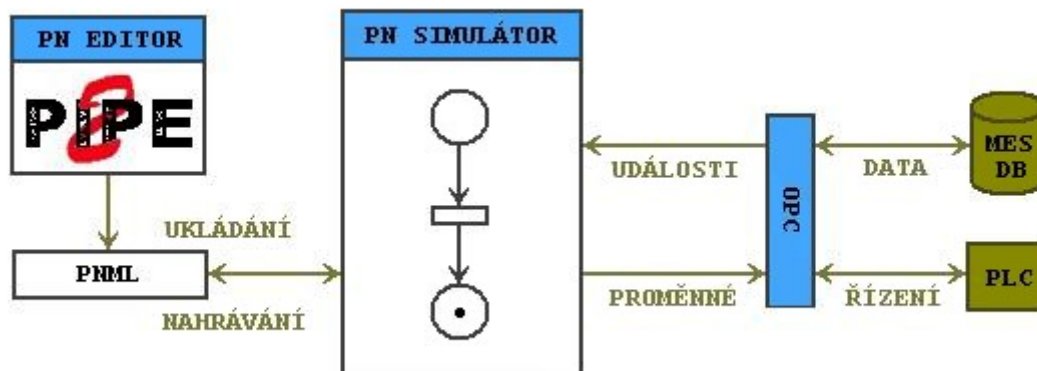 PN EDITOR
PIPE
PN SIMULÁTOR
UKLÁDÁNÍ
PNML
NAHRÁVÁNÍ
UDÁLOSTI
PROMĚNNÉ
OPC
DATA
ŘÍZENÍ
MES
DB
PLC